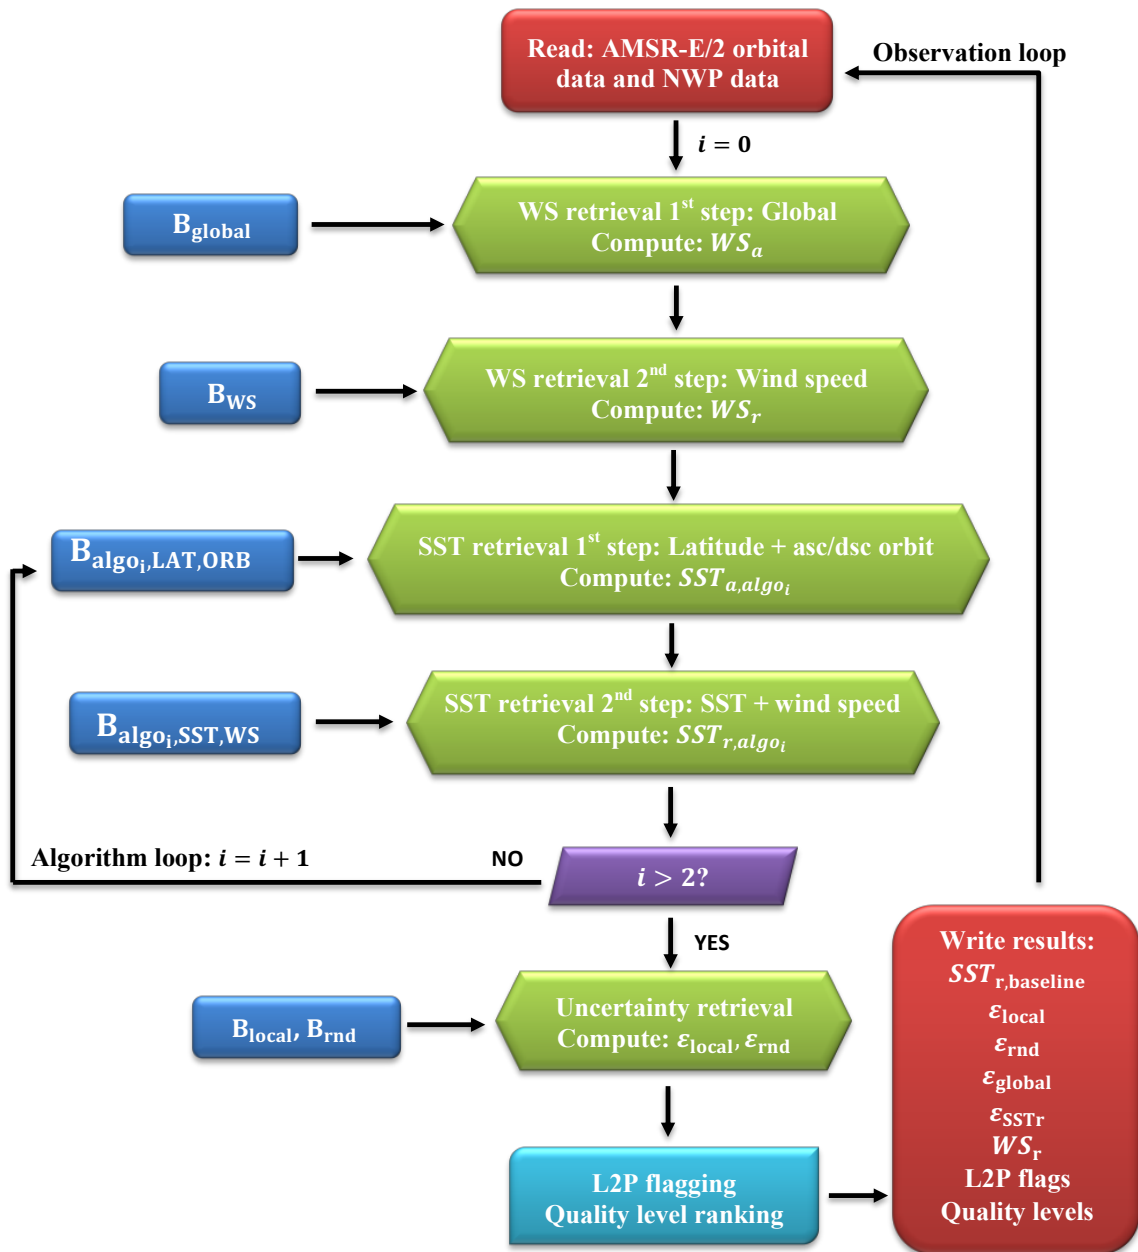 Read: AMSR-E/2 orbital
data and NWP data
Observation loop
i = 0
B_global
WS retrieval 1st step: Global
Compute: WS_a
B_WS
WS retrieval 2nd step: Wind speed
Compute: WS_r
B_algo_i,LAT,ORB
SST retrieval 1st step: Latitude + asc/dsc orbit
Compute: SST_a,algo_i
B_algo_i,SST,WS
SST retrieval 2nd step: SST + wind speed
Compute: SST_r,algo_i
Algorithm loop: i = i + 1
NO
i > 2?
YES
B_local, B_rnd
Uncertainty retrieval
Compute: ε_local, ε_rnd
L2P flagging
Quality level ranking
Write results:
SST_r,baseline
ε_local
ε_rnd
ε_global
ε_SSTr
WS_r
L2P flags
Quality levels